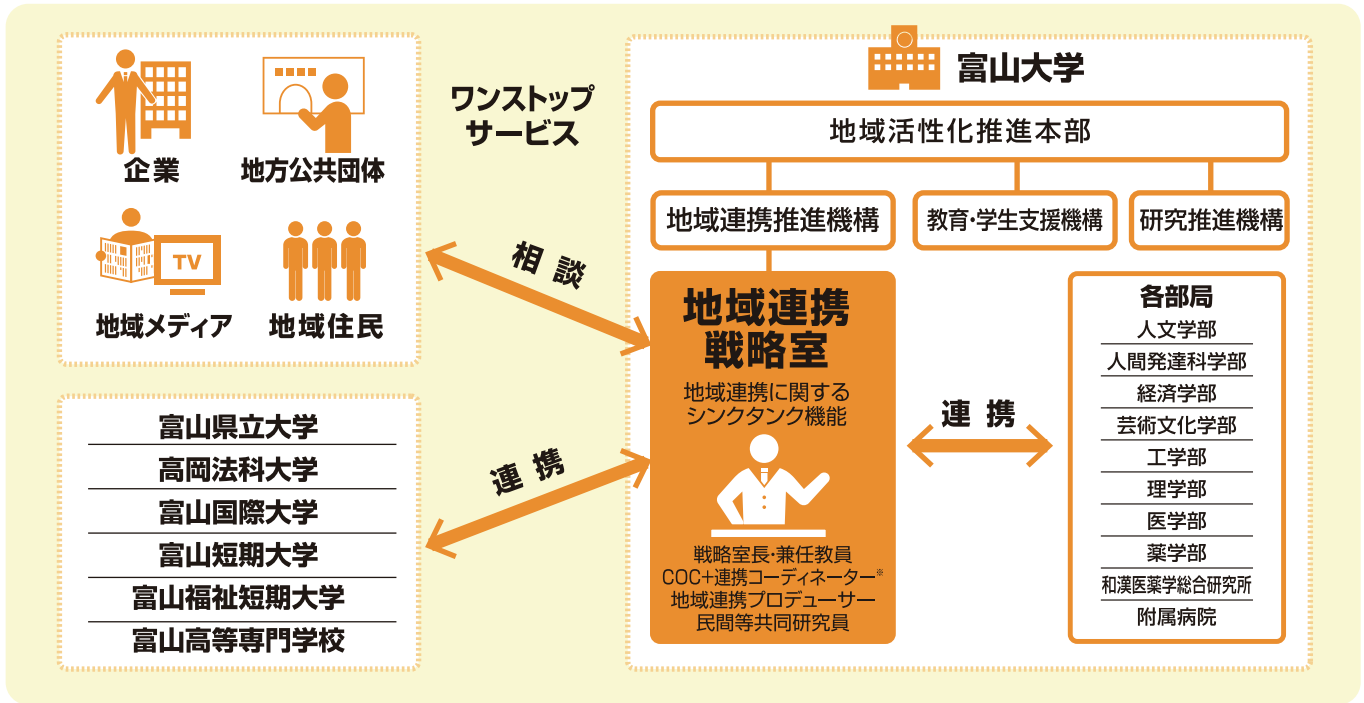 企業
地方公共団体
TV
地域メディア
地域住民
富山県立大学
高岡法科大学
富山国際大学
富山短期大学
富山福祉短期大学
富山高等専門学校
ワンストップ
サービス
相談
連携
富山大学
地域活性化推進本部
地域連携推進機構
教育・学生支援機構
研究推進機構
地域連携
戦略室
地域連携に関する
シンクタンク機能
戦略室長・兼任教員
COC+連携コーディネーター※
地域連携プロデューサー
民間等共同研究員
連携
各部局
人文学部
人間発達科学部
経済学部
芸術文化学部
工学部
理学部
医学部
薬学部
和漢医薬学総合研究所
附属病院